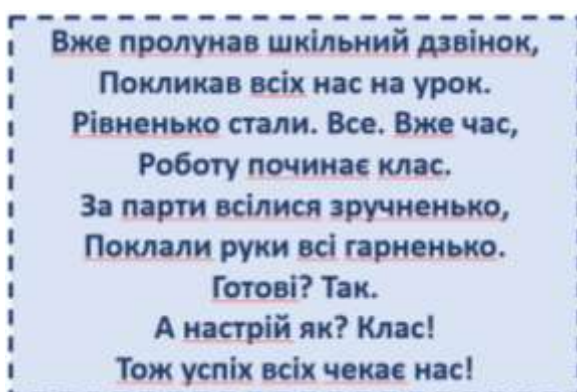 Вже пролунав шкільний дзвінок,
Покликав всіх нас на урок.
Рівненько стали. Все. Вже час,
Роботу починає клас.
За парти всілися зручненько,
Поклали руки всі гарненько.
Готові? Так.
А настрій як? Клас!
Тож успіх всіх чекає нас!